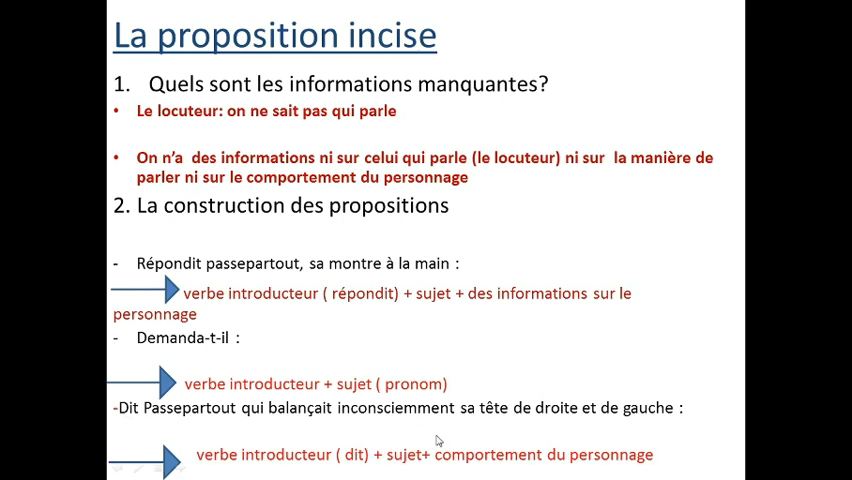 La proposition incise
1. Quels sont les informations manquantes?
• Le locuteur: on ne sait pas qui parle
• On n’a des informations ni sur celui qui parle (le locuteur) ni sur la manière de
parler ni sur le comportement du personnage
2. La construction des propositions
- Répondit passepartout, sa montre à la main :
verbe introducteur ( répondit) + sujet + des informations sur le
personnage
- Demanda-t-il :
verbe introducteur + sujet ( pronom)
-Dit Passepartout qui balançait inconsciemment sa tête de droite et de gauche :
verbe introducteur ( dit) + sujet+ comportement du personnage